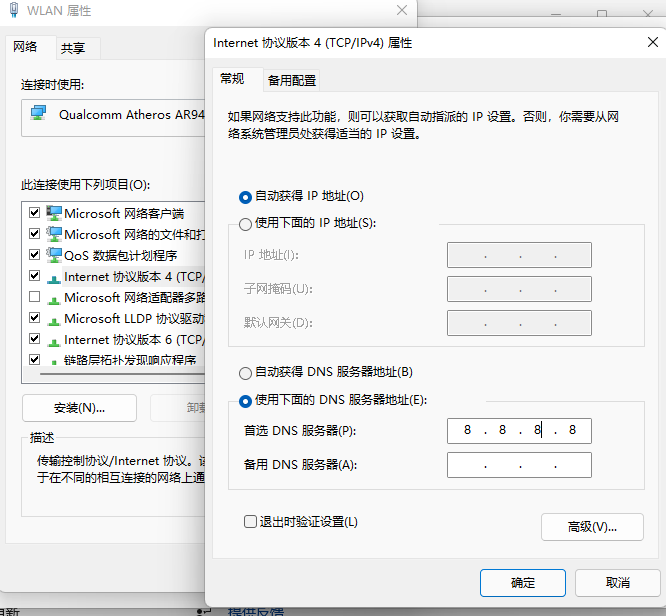 WLAN 属性
网络
共享
连接时使用:
Qualcomm Atheros AR94
此连接使用下列项目(O):
Microsoft 网络客户端
Microsoft 网络的文件和打
QoS 数据包计划程序
Internet 协议版本 4 (TCP/
Microsoft 网络适配器多路
Microsoft LLDP 协议驱动
Internet 协议版本 6 (TCP/
链路层拓扑发现响应程序
安装(N)...
卸
描述
传输控制协议/Internet 协议。该
于在不同的相互连接的网络上通
Internet 协议版本 4 (TCP/IPv4) 属性
常规
备用配置
如果网络支持此功能，则可以获取自动指派的 IP 设置。否则，你需要从网
络系统管理员处获得适当的 IP 设置。
自动获得 IP 地址(O)
使用下面的 IP 地址(S):
IP 地址(I):
. . .
子网掩码(U):
. . .
默认网关(D):
. . .
自动获得 DNS 服务器地址(B)
使用下面的 DNS 服务器地址(E):
首选 DNS 服务器(P):
8 . 8 . 8 . 8
备用 DNS 服务器(A):
. . .
退出时验证设置(L)
高级(V)...
确定
取消
提供反馈